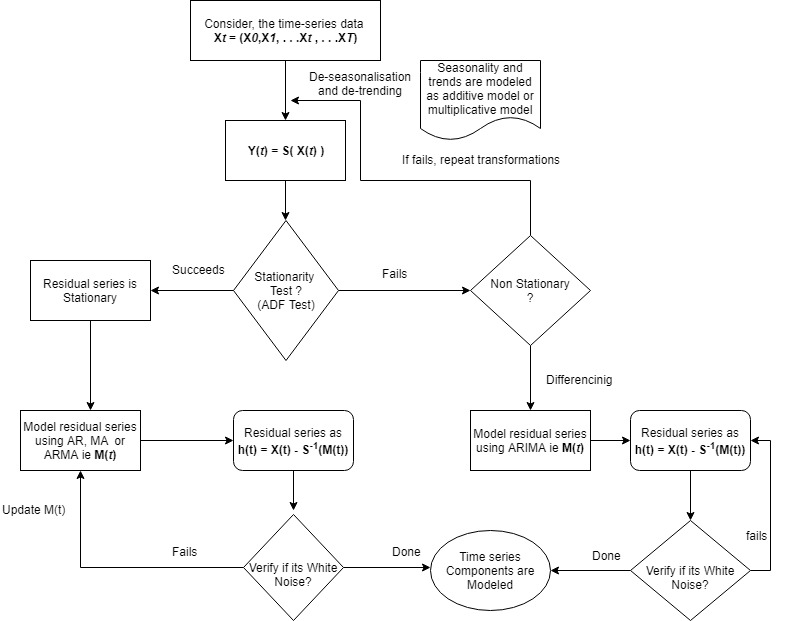 Consider, the time-series data
Xt = (X0,X1, . . .Xt , . . .XT)
De-seasonalisation
and de-trending
Seasonality and
trends are modeled
as additive model or
multiplicative model
Y(t) = S( X(t) )
If fails, repeat transformations
Succeeds
Stationarity
Test ?
(ADF Test)
Fails
Non Stationary
?
Residual series is
Stationary
Differencinig
Model residual series
using AR, MA or
ARMA ie M(t)
Residual series as
h(t) = X(t) - S⁻¹(M(t))
Model residual series
using ARIMA ie M(t)
Residual series as
h(t) = X(t) - S⁻¹(M(t))
Update M(t)
Fails
Verify if its White
Noise?
Done
Time series
Components are
Modeled
Done
Verify if its White
Noise?
fails